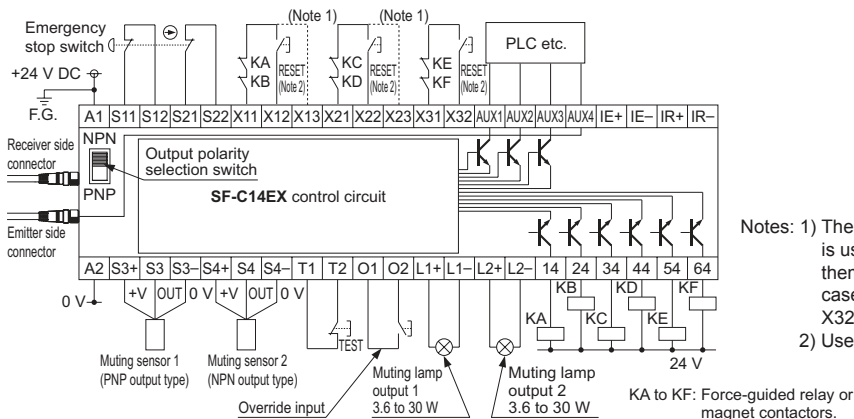 (Note 1) (Note 1)
Emergency
stop switch
PLC etc.
KA KC KE
KB KD KF
RESET RESET RESET
(Note 2) (Note 2) (Note 2)
+24 V DC
F.G.
A1 S11 S12 S21 S22 X11 X12 X13 X21 X22 X23 X31 X32 AUX1 AUX2 AUX3 AUX4 IE+ IE– IR+ IR–
Receiver side
connector
NPN
PNP
Output polarity
selection switch
SF-C14EX control circuit
Emitter side
connector
A2 S3+ S3 S3– S4+ S4 S4– T1 T2 O1 O2 L1+ L1– L2+ L2– 14 24 34 44 54 64
0 V
+V OUT 0 V +V OUT 0 V
TEST
KB KD KF
KA KC KE
24 V
Muting sensor 1
(PNP output type)
Muting sensor 2
(NPN output type)
Override input
Muting lamp
output 1
3.6 to 30 W
Muting lamp
output 2
3.6 to 30 W
KA to KF: Force-guided relay or
magnet contactors.
Notes: 1) The
is us
then
case
X32
2) Use